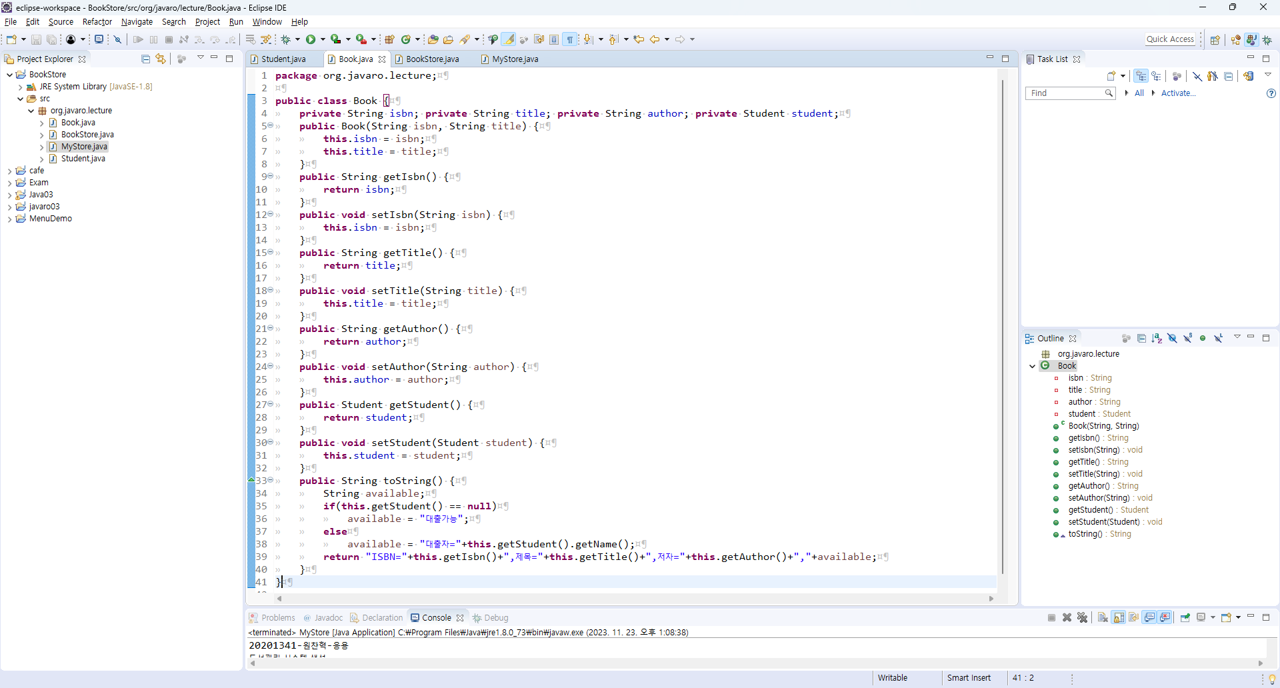 eclipse-workspace - BookStore/src/org/javaro/lecture/Book.java - Eclipse IDE
File Edit Source Refactor Navigate Search Project Run Window Help
Quick Access
Project Explorer
BookStore
JRE System Library [JavaSE-1.8]
src
org.javaro.lecture
Book.java
BookStore.java
MyStore.java
Student.java
cafe
Exam
Java03
javaro03
MenuDemo
Student.java Book.java BookStore.java MyStore.java
1 package org.javaro.lecture;
2
3 public class Book {
4 private String isbn; private String title; private String author; private Student student;
5 public Book(String isbn, String title) {
6 this.isbn = isbn;
7 this.title = title;
8 }
9 public String getIsbn() {
10 return isbn;
11 }
12 public void setIsbn(String isbn) {
13 this.isbn = isbn;
14 }
15 public String getTitle() {
16 return title;
17 }
18 public void setTitle(String title) {
19 this.title = title;
20 }
21 public String getAuthor() {
22 return author;
23 }
24 public void setAuthor(String author) {
25 this.author = author;
26 }
27 public Student getStudent() {
28 return student;
29 }
30 public void setStudent(Student student) {
31 this.student = student;
32 }
33 public String toString() {
34 String available;
35 if(this.getStudent() == null)
36 available = "대출가능";
37 else
38 available = "대출자="+this.getStudent().getName();
39 return "ISBN="+this.getIsbn()+",제목="+this.getTitle()+",저자="+this.getAuthor()+","+available;
40 }
41 }
Task List
Find All Activate...
Outline
org.javaro.lecture
Book
isbn : String
title : String
author : String
student : Student
Book(String, String)
getIsbn() : String
setIsbn(String) : void
getTitle() : String
setTitle(String) : void
getAuthor() : String
setAuthor(String) : void
getStudent() : Student
setStudent(Student) : void
toString() : String
Problems Javadoc Declaration Console Debug
<terminated> MyStore [Java Application] C:₩Program Files₩Java₩jre1.8.0_73₩bin₩javaw.exe (2023. 11. 23. 오후 1:08:38)
20201341-원찬혁-응용
Writable Smart Insert 41 : 2